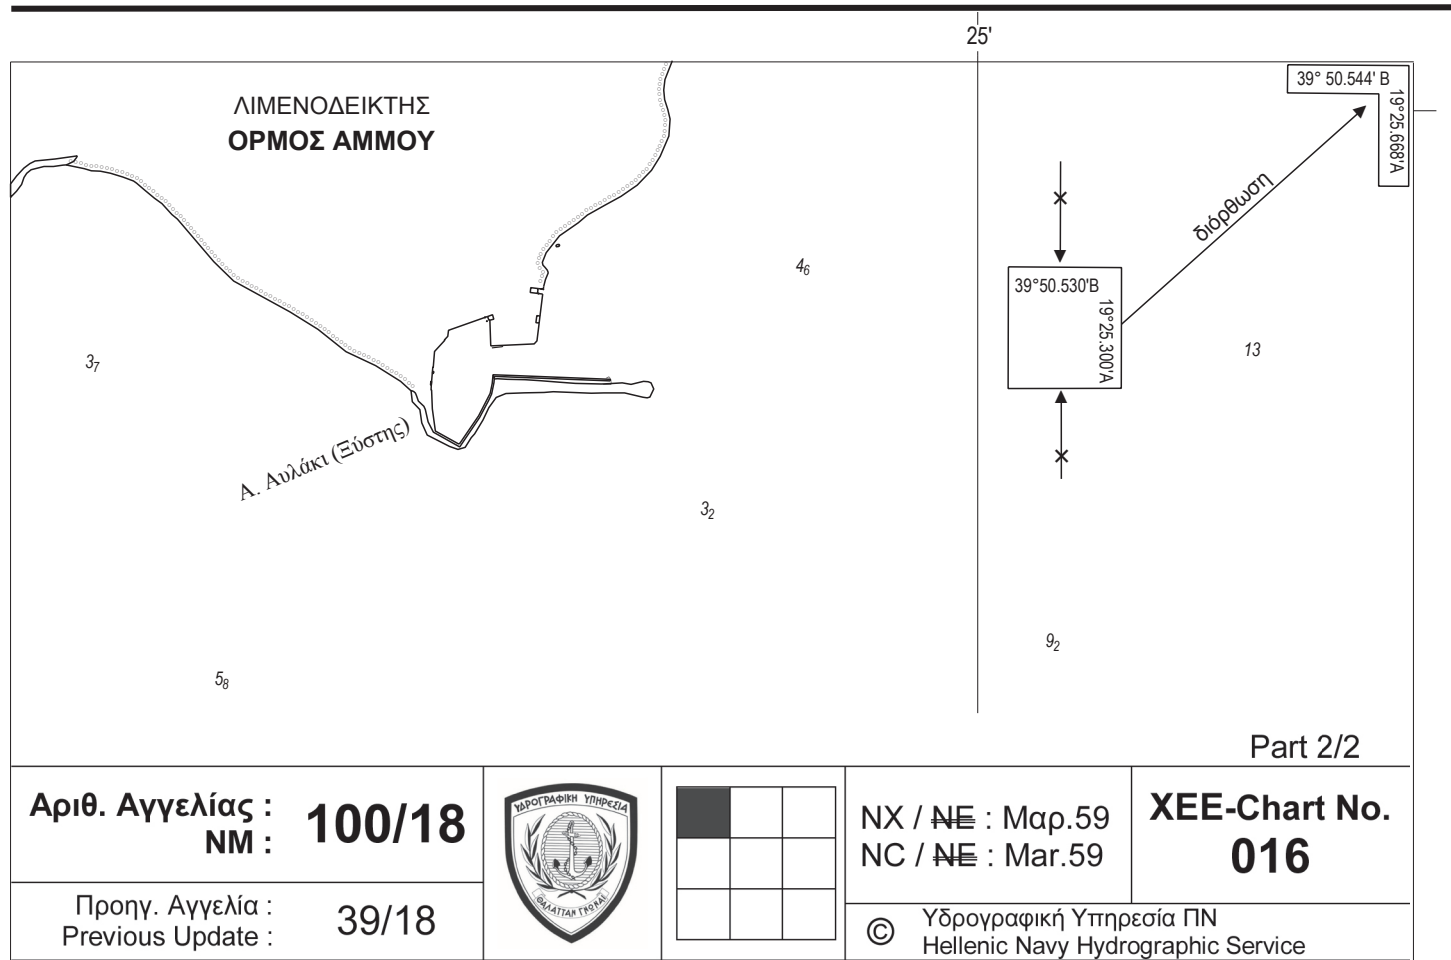 25'
ΛΙΜΕΝΟΔΕΙΚΤΗΣ
ΟΡΜΟΣ ΑΜΜΟΥ
39° 50.544' Β
19°25.668'Α
διόρθωση
39°50.530'Β
19°25.300'Α
4₆
3₇
13
Α. Αυλάκι (Ξύστης)
3₂
9₂
5₈
Part 2/2
Αριθ. Αγγελίας :
NM :
100/18
Προηγ. Αγγελία :
Previous Update :
39/18
ΥΔΡΟΓΡΑΦΙΚΗ ΥΠΗΡΕΣΙΑ
ΘΑΛΑΤΤΑΝ ΓΝΩΝΑΙ
ΝΧ / ΝΕ : Μαρ.59
NC / NE : Mar.59
ΧΕΕ-Chart No.
016
© Υδρογραφική Υπηρεσία ΠΝ
Hellenic Navy Hydrographic Service